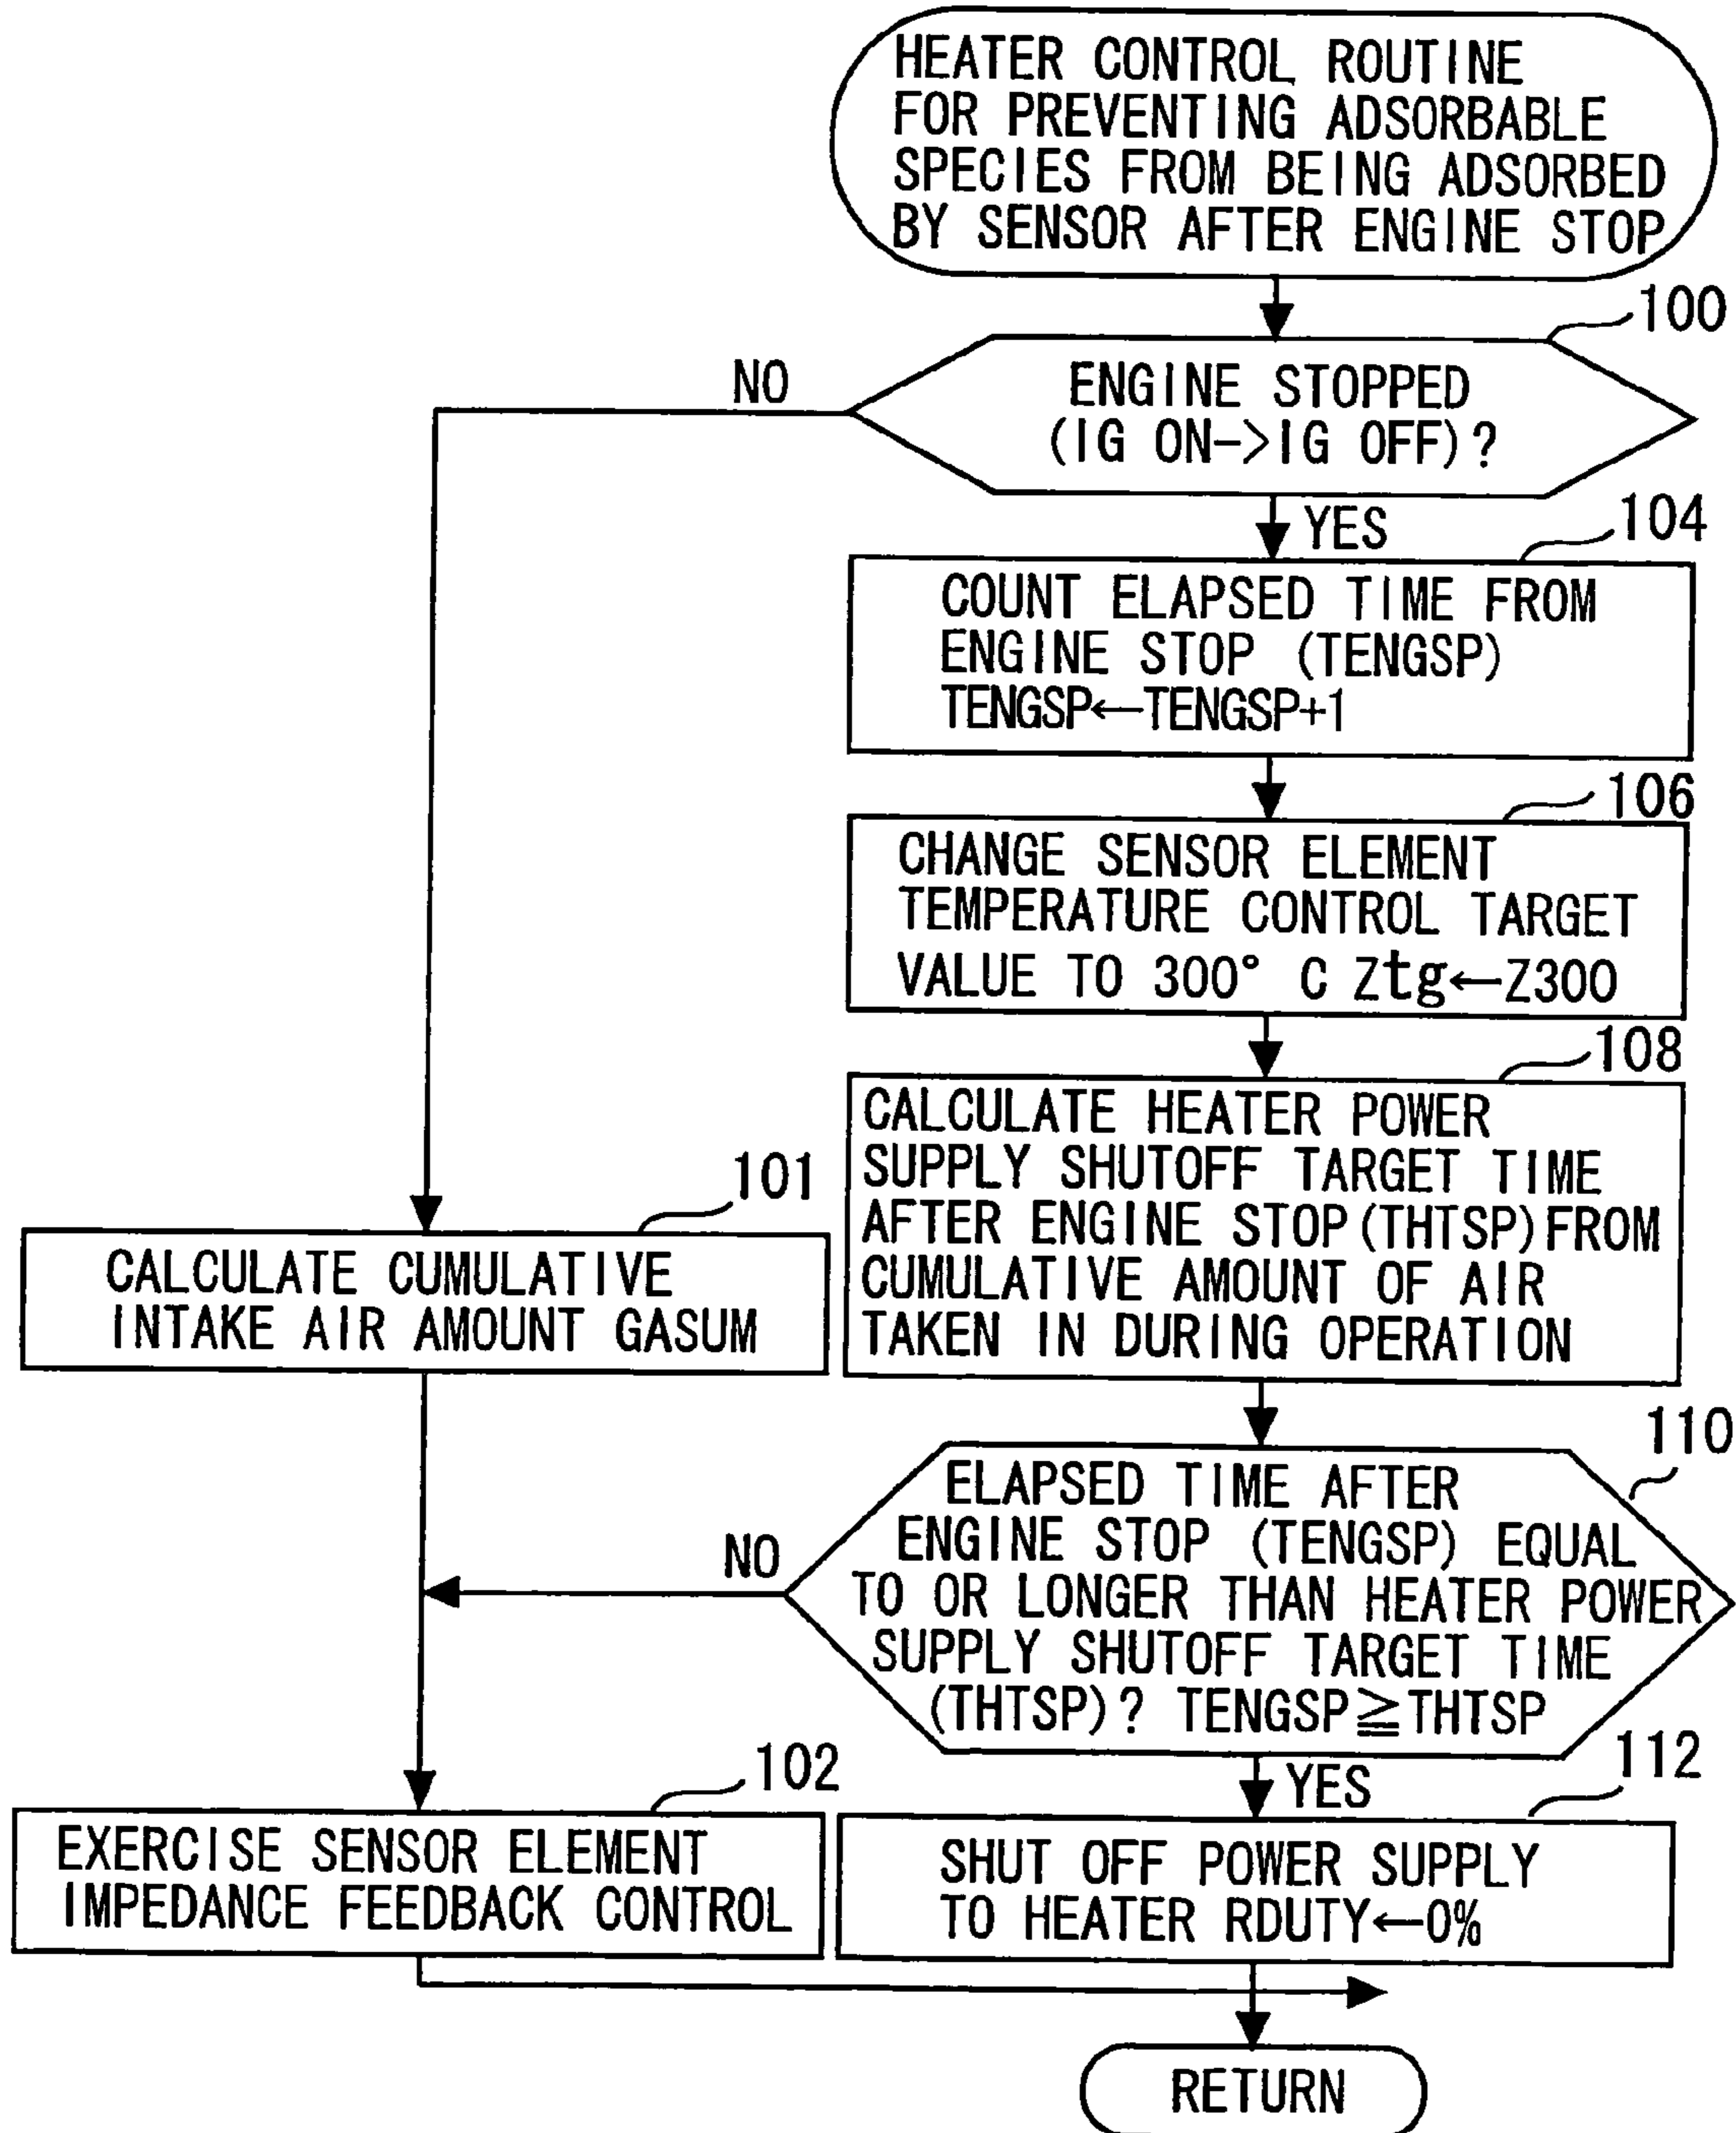 HEATER CONTROL ROUTINE
FOR PREVENTING ADSORBABLE
SPECIES FROM BEING ADSORBED
BY SENSOR AFTER ENGINE STOP
100
NO
ENGINE STOPPED
(IG ON->IG OFF)?
YES
104
COUNT ELAPSED TIME FROM
ENGINE STOP (TENGSP)
TENGSP←TENGSP+1
106
CHANGE SENSOR ELEMENT
TEMPERATURE CONTROL TARGET
VALUE TO 300° C Ztg←Z300
108
CALCULATE HEATER POWER
SUPPLY SHUTOFF TARGET TIME
AFTER ENGINE STOP(THTSP)FROM
CUMULATIVE AMOUNT OF AIR
TAKEN IN DURING OPERATION
101
CALCULATE CUMULATIVE
INTAKE AIR AMOUNT GASUM
110
ELAPSED TIME AFTER
ENGINE STOP (TENGSP) EQUAL
TO OR LONGER THAN HEATER POWER
SUPPLY SHUTOFF TARGET TIME
(THTSP)? TENGSP≧THTSP
NO
YES
102
EXERCISE SENSOR ELEMENT
IMPEDANCE FEEDBACK CONTROL
112
SHUT OFF POWER SUPPLY
TO HEATER RDUTY←0%
RETURN